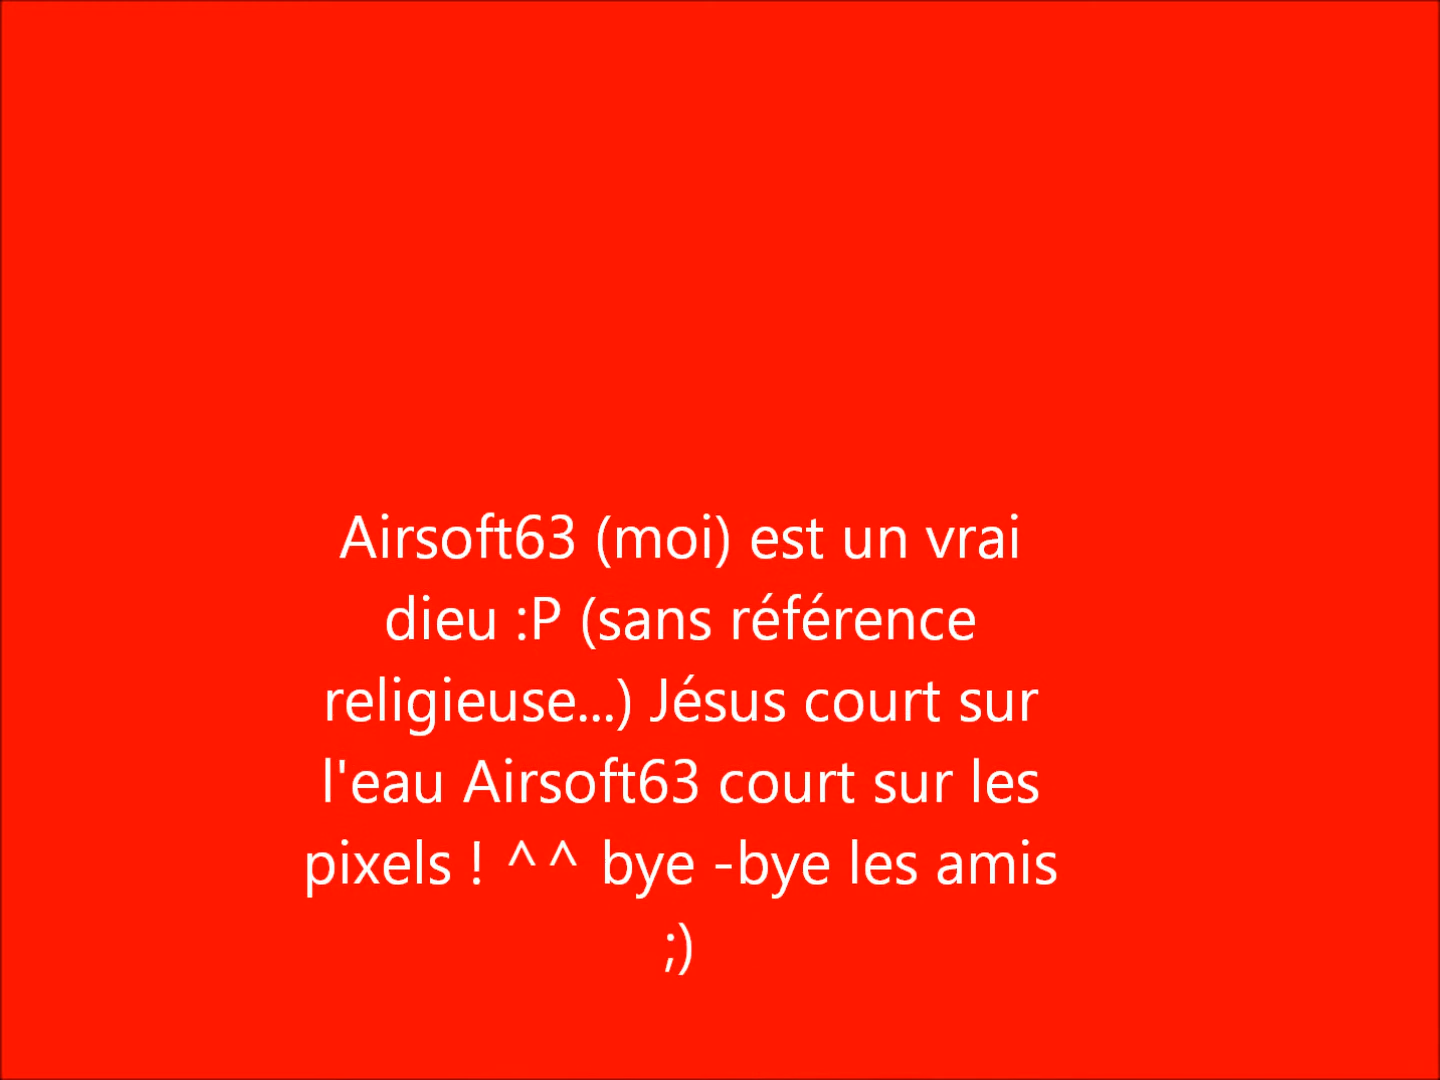 Airsoft63 (moi) est un vrai
dieu :P (sans référence
religieuse...) Jésus court sur
l'eau Airsoft63 court sur les
pixels ! ^^ bye -bye les amis
;)